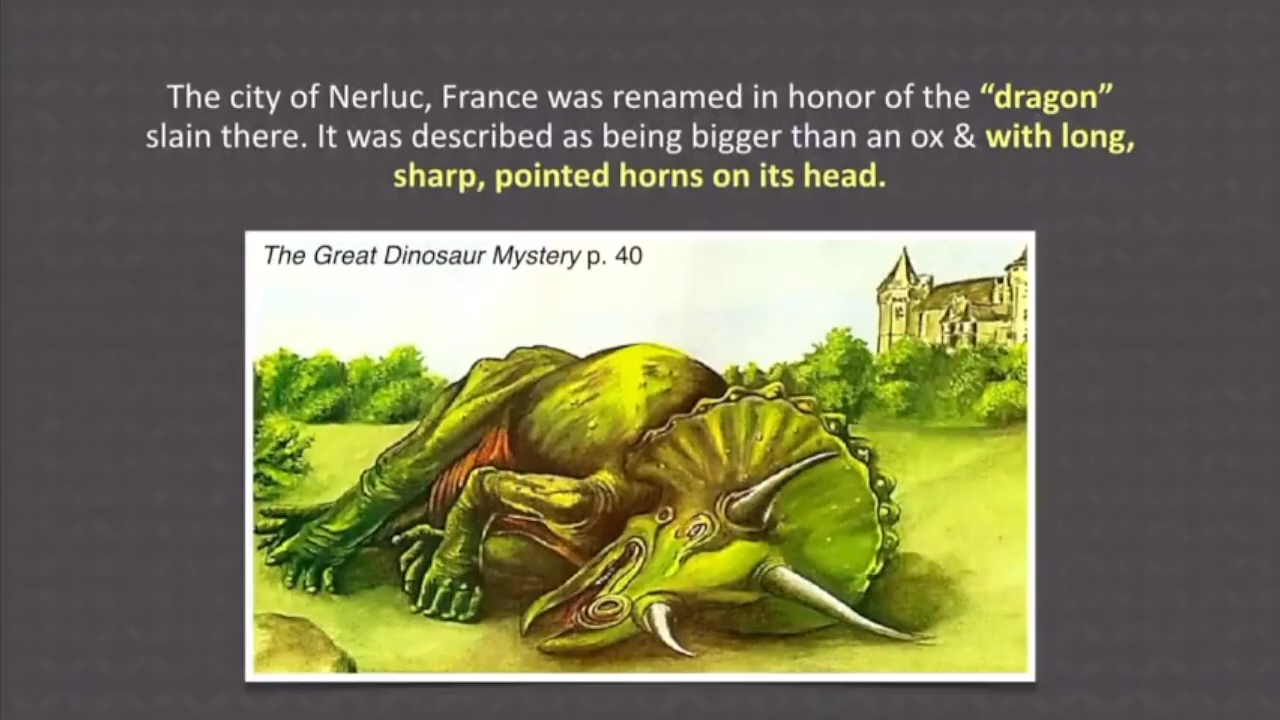 The city of Nerluc, France was renamed in honor of the “dragon”
slain there. It was described as being bigger than an ox & with long,
sharp, pointed horns on its head.
The Great Dinosaur Mystery p. 40